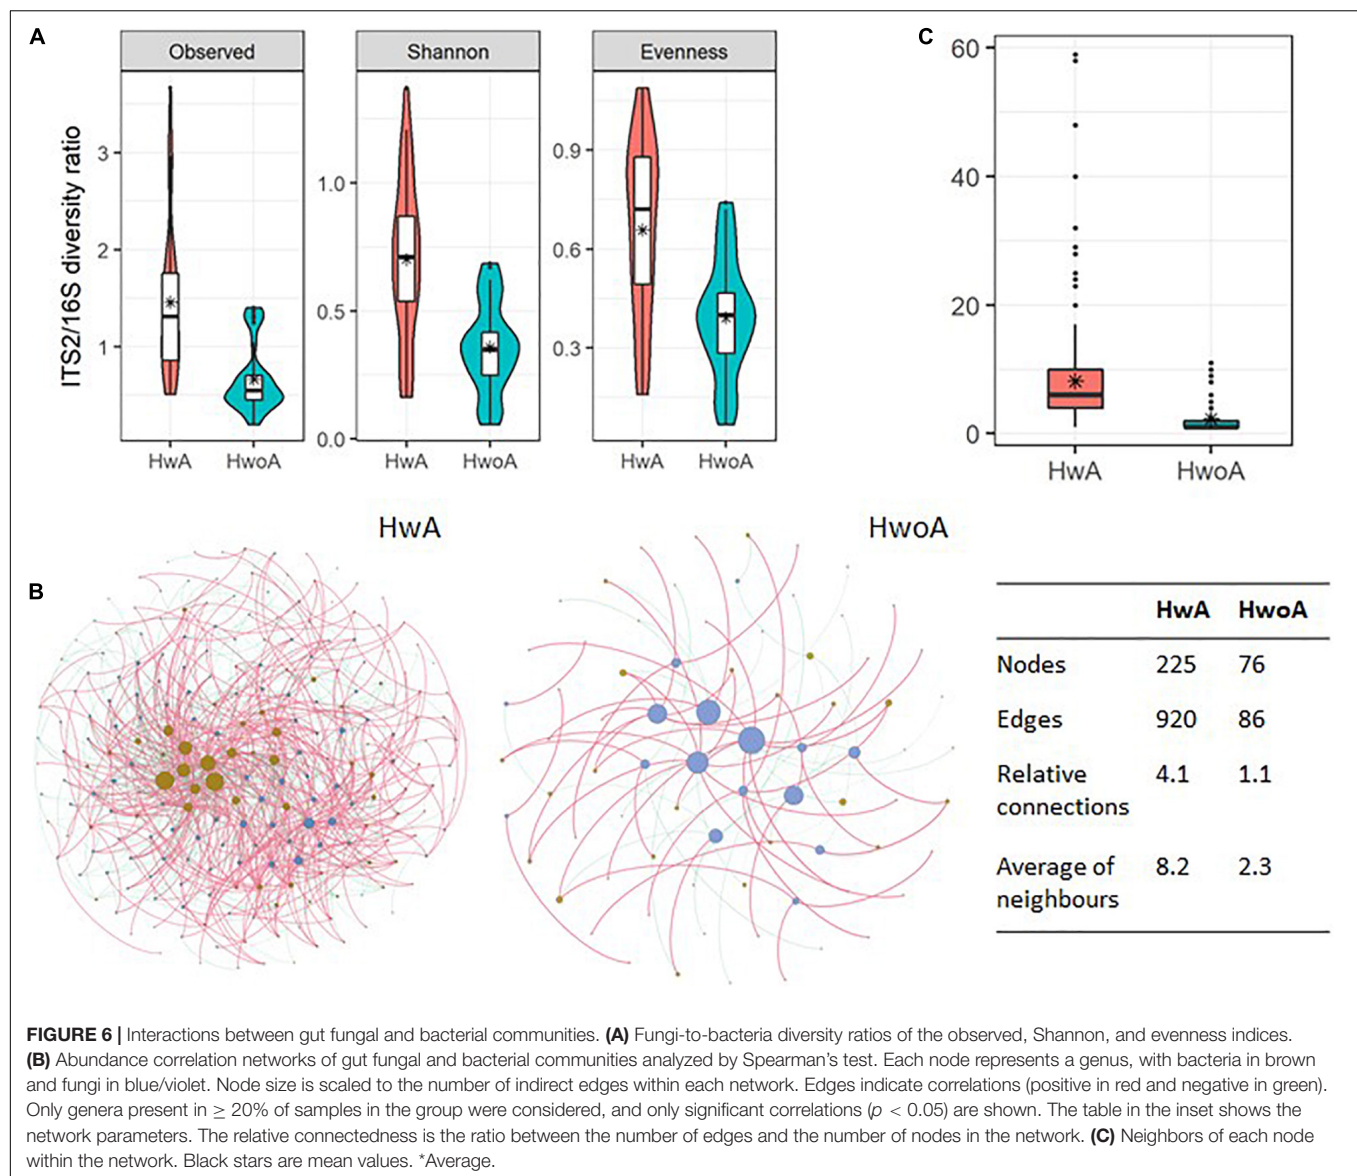 A
Observed
Shannon
Evenness
C
ITS2/16S diversity ratio
3
2
1
1.0
0.5
0.0
0.9
0.6
0.3
60
40
20
0
HwA
HwoA
HwA
HwoA
HwA
HwoA
HwA
HwoA
B
HwA
HwoA
HwA HwoA
Nodes 225 76
Edges 920 86
Relative 4.1 1.1
connections
Average of 8.2 2.3
neighbours
FIGURE 6 | Interactions between gut fungal and bacterial communities. (A) Fungi-to-bacteria diversity ratios of the observed, Shannon, and evenness indices.
(B) Abundance correlation networks of gut fungal and bacterial communities analyzed by Spearman's test. Each node represents a genus, with bacteria in brown
and fungi in blue/violet. Node size is scaled to the number of indirect edges within each network. Edges indicate correlations (positive in red and negative in green).
Only genera present in ≥ 20% of samples in the group were considered, and only significant correlations (p < 0.05) are shown. The table in the inset shows the
network parameters. The relative connectedness is the ratio between the number of edges and the number of nodes in the network. (C) Neighbors of each node
within the network. Black stars are mean values. *Average.